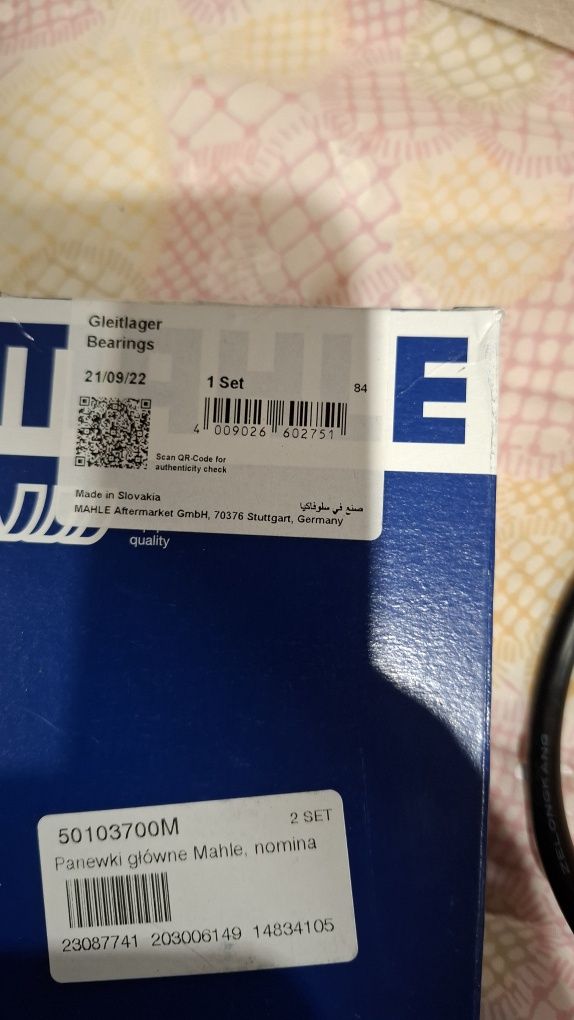 Gleitlager
Bearings
21/09/22
1 Set
84
4 009026 602751
Scan QR-Code for
authenticity check
Made in Slovakia
صنع في سلوفاكيا
MAHLE Aftermarket GmbH, 70376 Stuttgart, Germany
quality
50103700M
2 SET
Panewki główne Mahle, nomina
23087741 203006149 14834105
ZELONGKANG